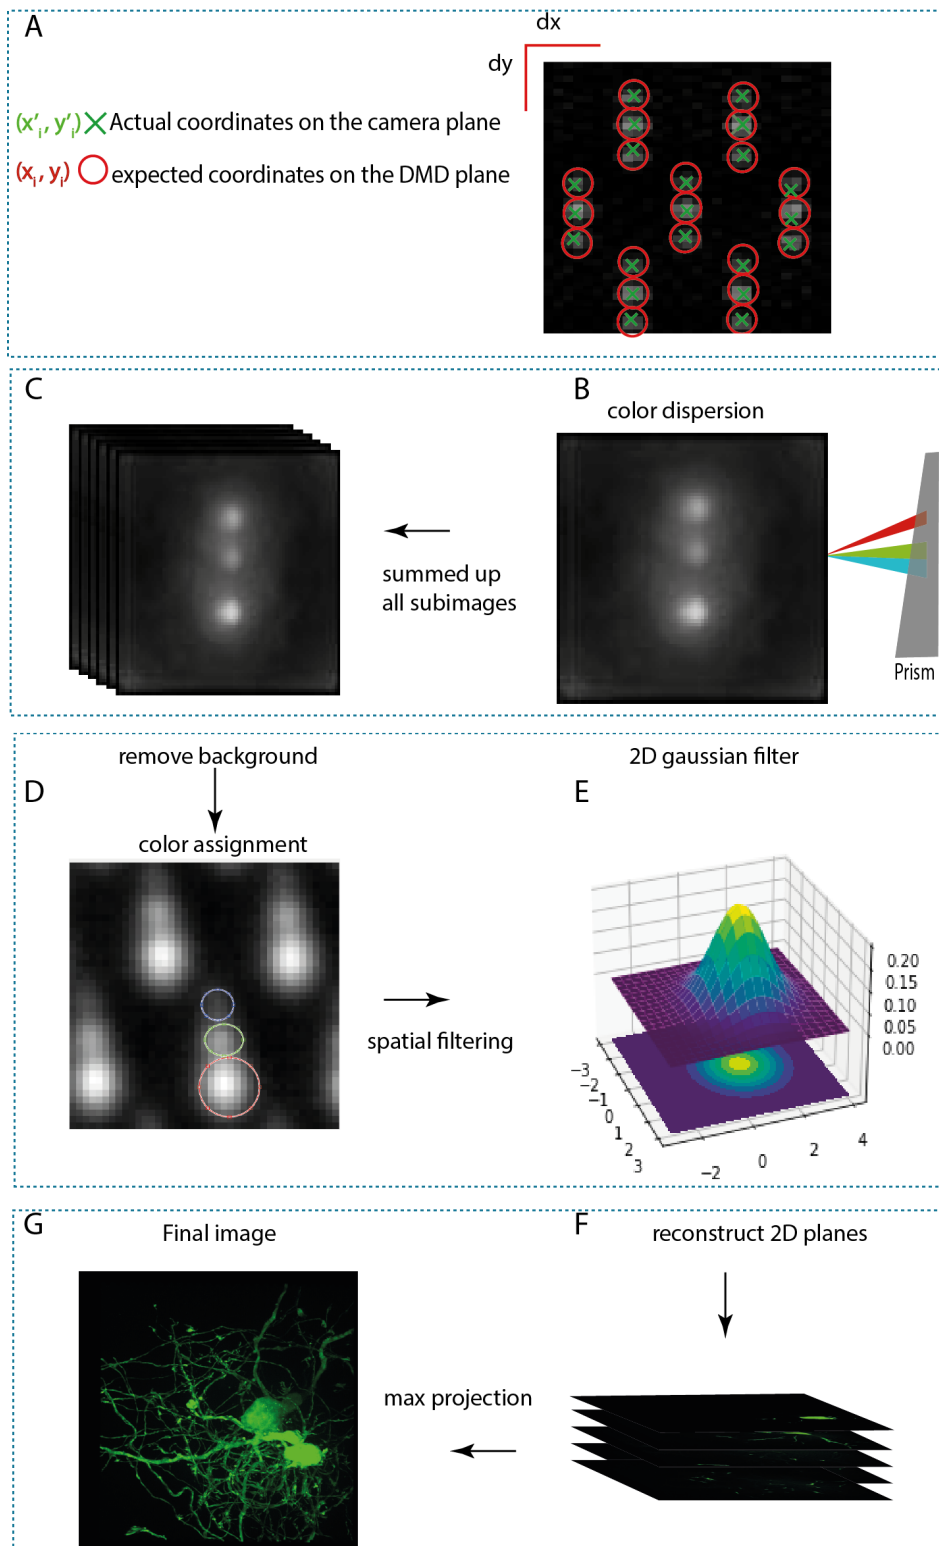 A
dx
dy
(x'i, y'i) Actual coordinates on the camera plane
(xi, yi) expected coordinates on the DMD plane
C
B
color dispersion
summed up
all subimages
Prism
remove background
2D gaussian filter
D
E
color assignment
spatial filtering
0.20
0.15
0.10
0.05
0.00
−3
−2
−1
0
1
2
3
−2
0
2
4
G
Final image
F
reconstruct 2D planes
max projection